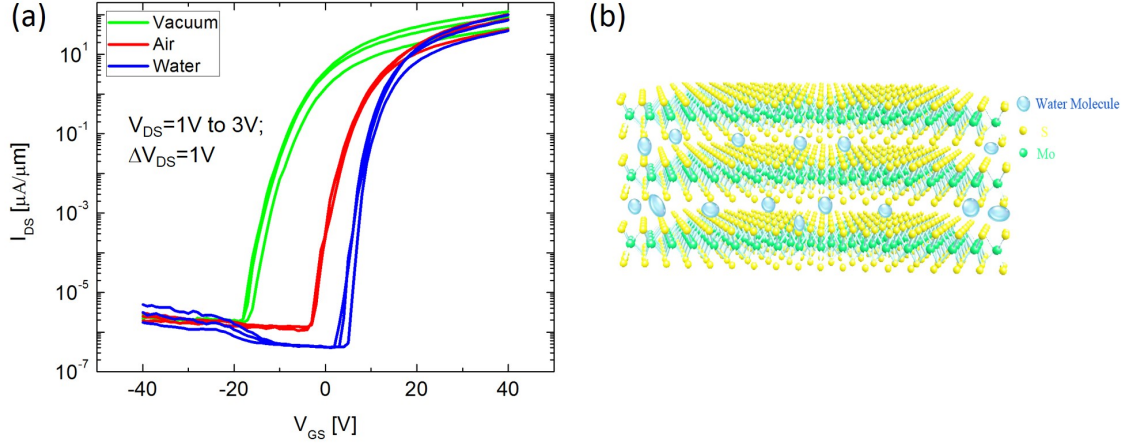 (a)
Vacuum
Air
Water
V_DS=1V to 3V;
ΔV_DS=1V
I_DS [μA/μm]
10^1
10^-1
10^-3
10^-5
10^-7
-40 -20 0 20 40
V_GS [V]
(b)
Water Molecule
S
Mo